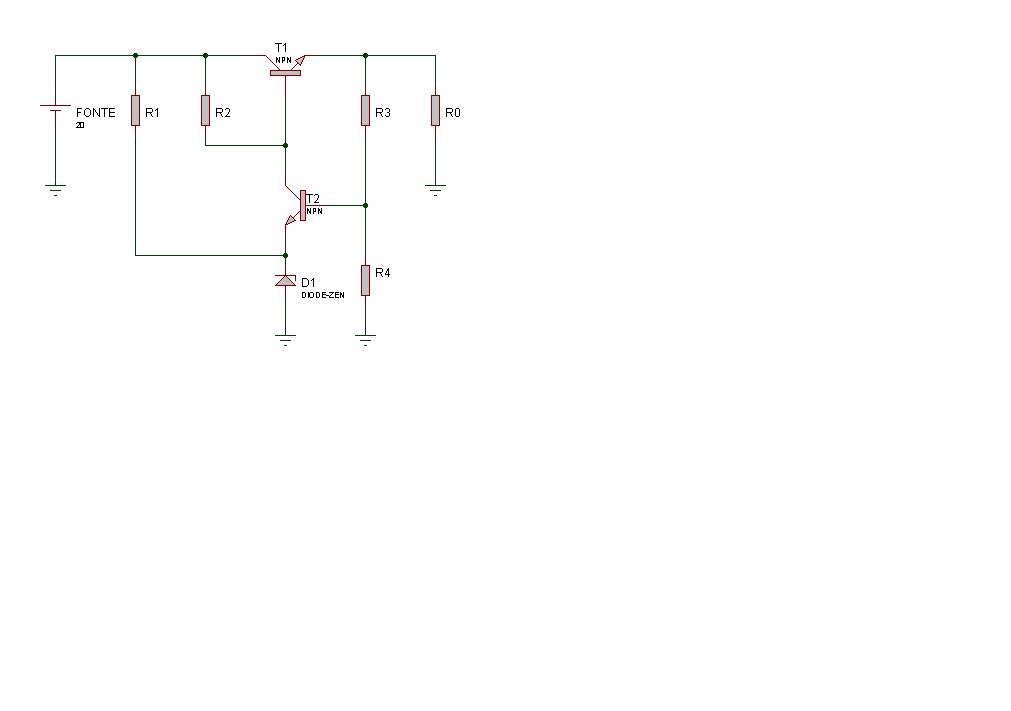 T1
NPN
FONTE
20
R1
R2
R3
R0
T2
NPN
R4
D1
DIODE-ZEN